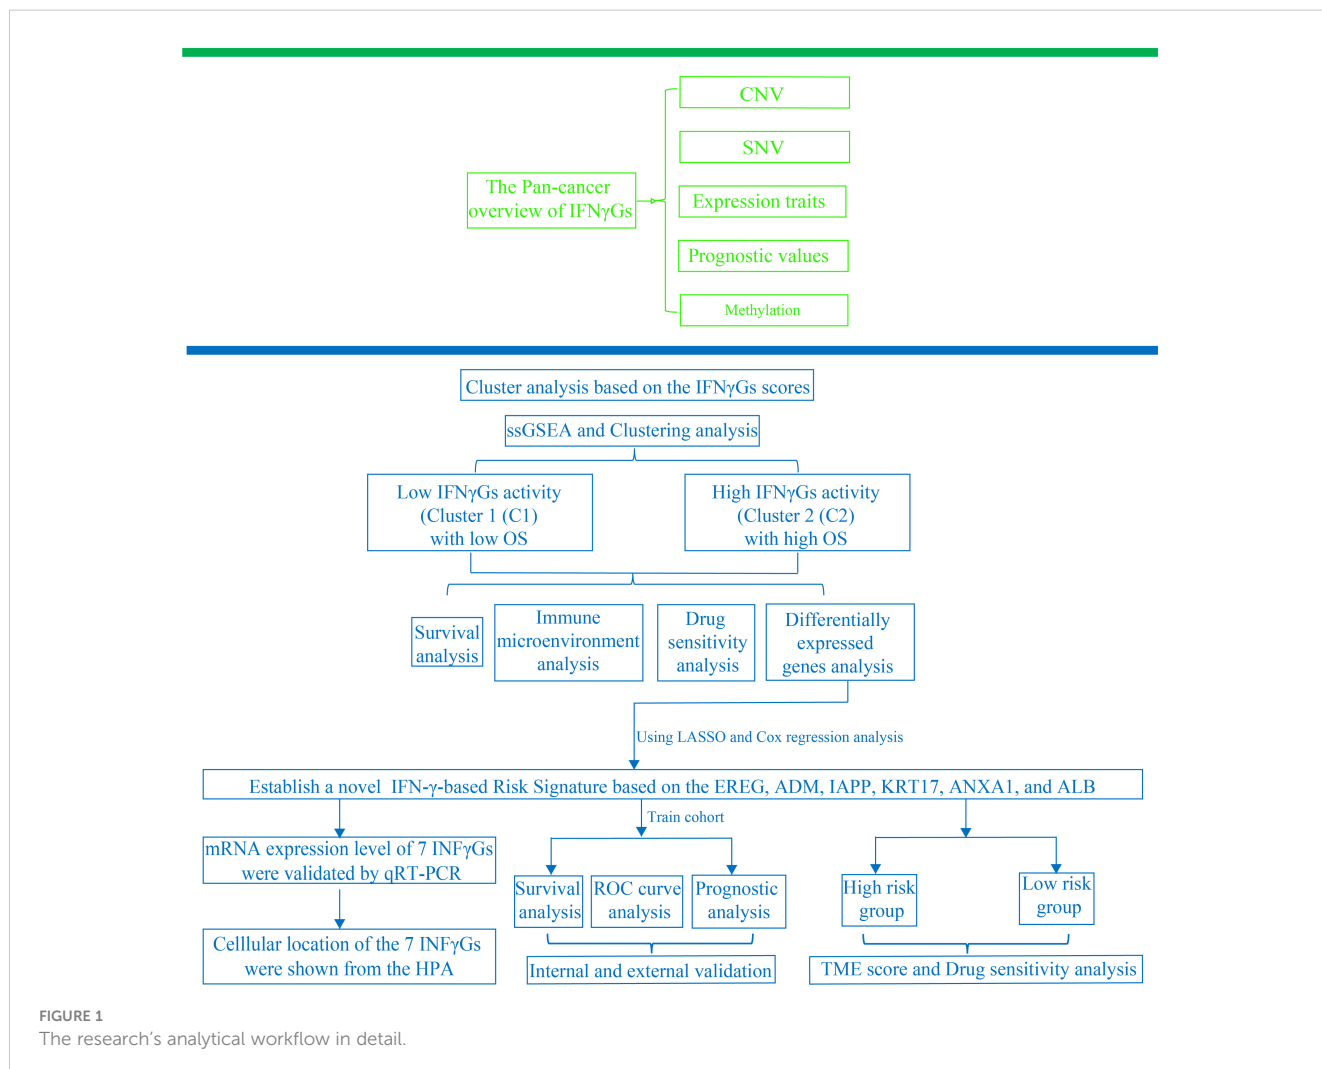 CNV
SNV
The Pan-cancer
overview of IFNγGs
Expression traits
Prognostic values
Methylation
Cluster analysis based on the IFNγGs scores
ssGSEA and Clustering analysis
Low IFNγGs activity
(Cluster 1 (C1)
with low OS
High IFNγGs activity
(Cluster 2 (C2)
with high OS
Survival
analysis
Immune
microenvironment
analysis
Drug
sensitivity
analysis
Differentially
expressed
genes analysis
Using LASSO and Cox regression analysis
Establish a novel IFN-γ-based Risk Signature based on the EREG, ADM, IAPP, KRT17, ANXA1, and ALB
Train cohort
mRNA expression level of 7 INFγGs
were validated by qRT-PCR
Celllular location of the 7 INFγGs
were shown from the HPA
Survival
analysis
ROC curve
analysis
Prognostic
analysis
Internal and external validation
High risk
group
Low risk
group
TME score and Drug sensitivity analysis
FIGURE 1
The research’s analytical workflow in detail.